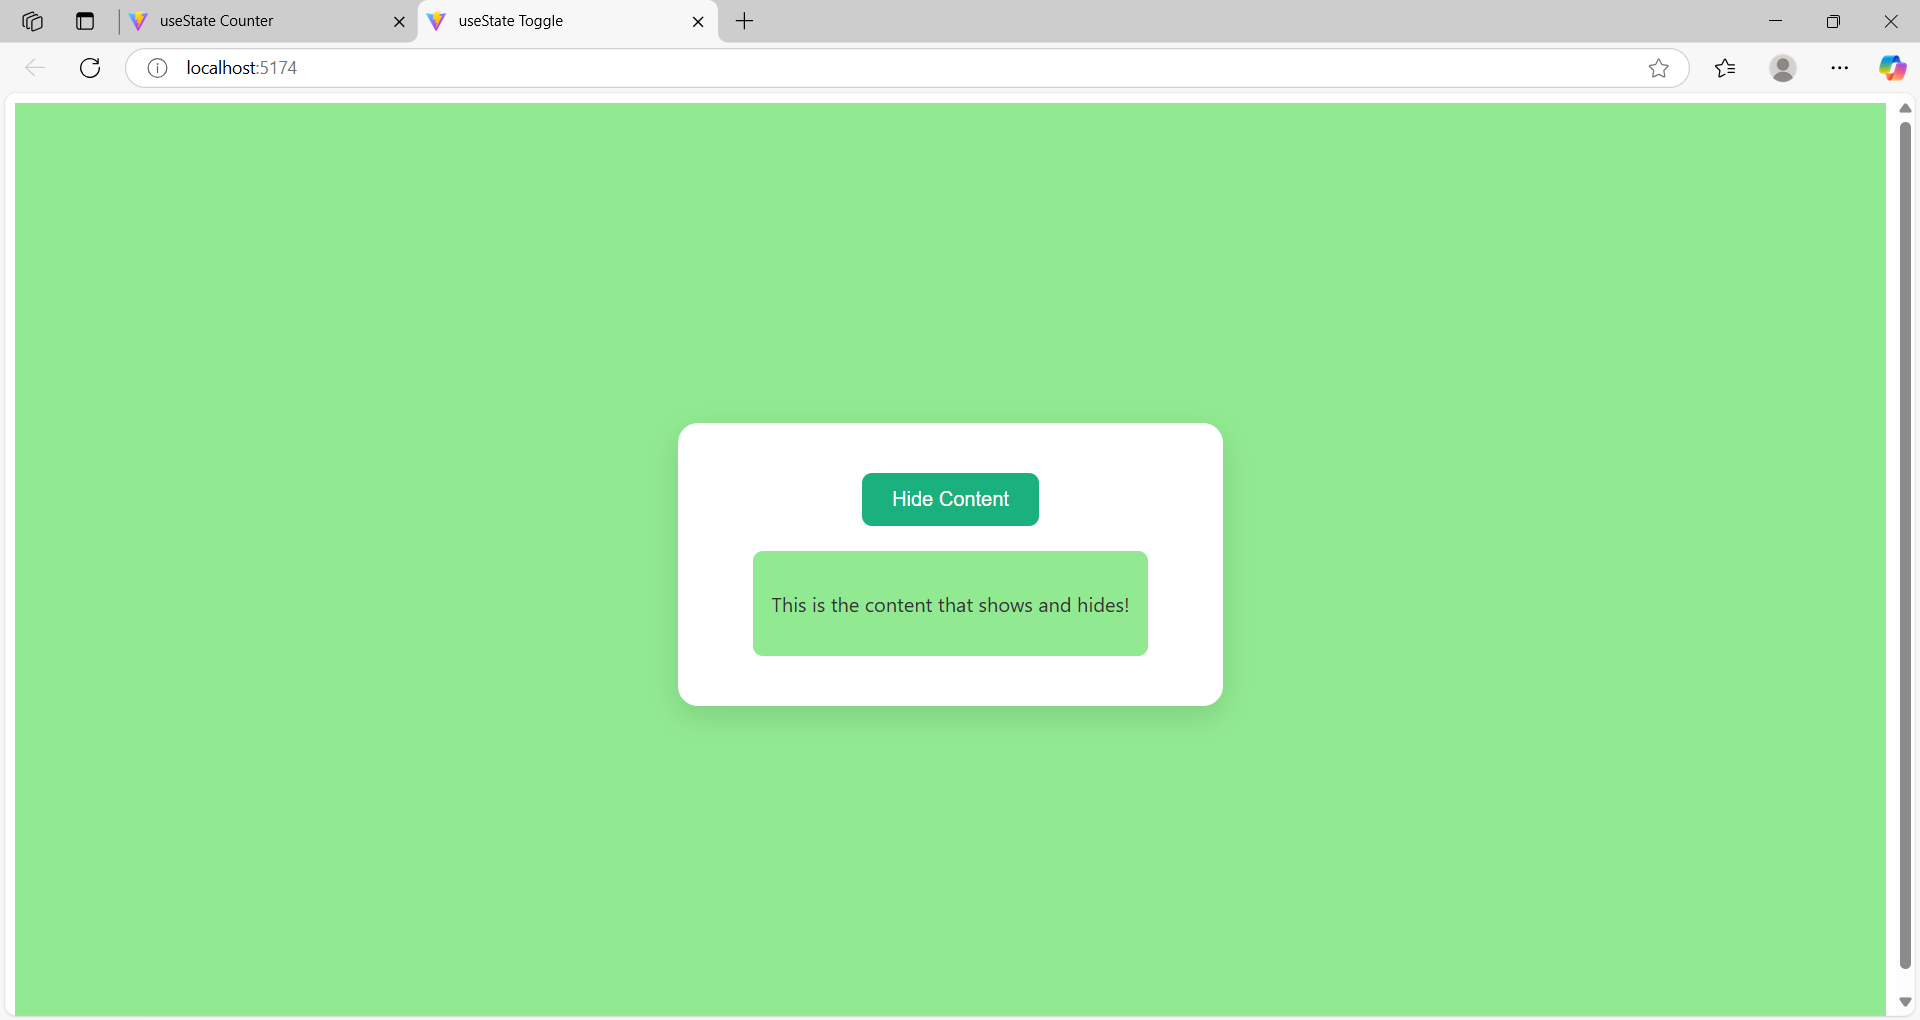 useState Counter
useState Toggle
localhost:5174
Hide Content
This is the content that shows and hides!